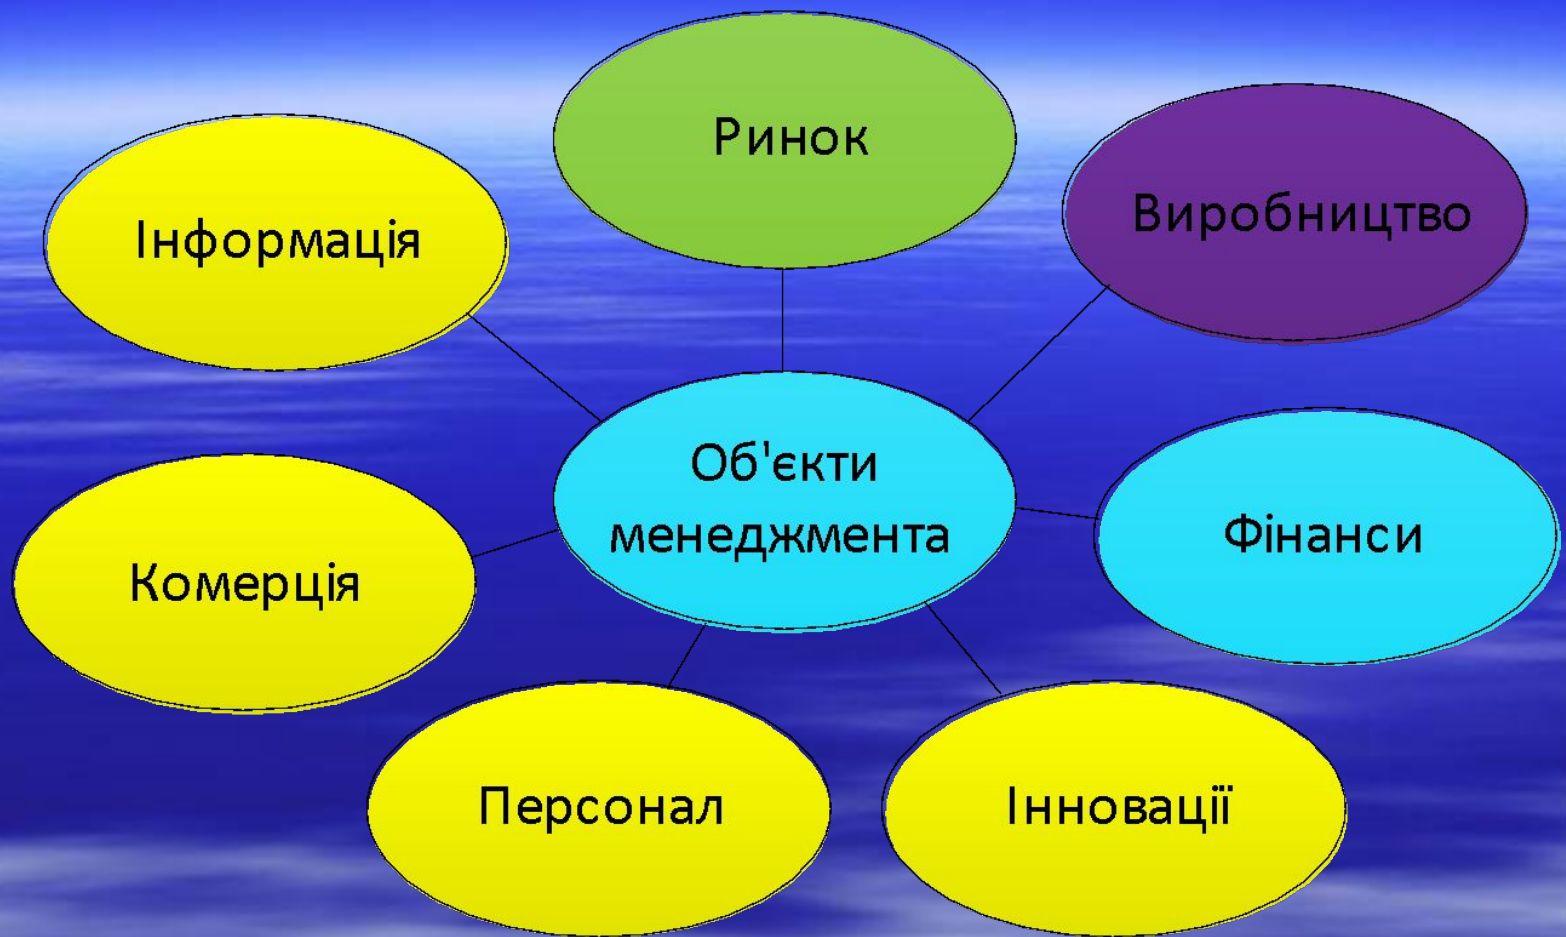 Ринок
Виробництво
Інформація
Об'єкти
менеджмента
Фінанси
Комерція
Персонал
Інновації